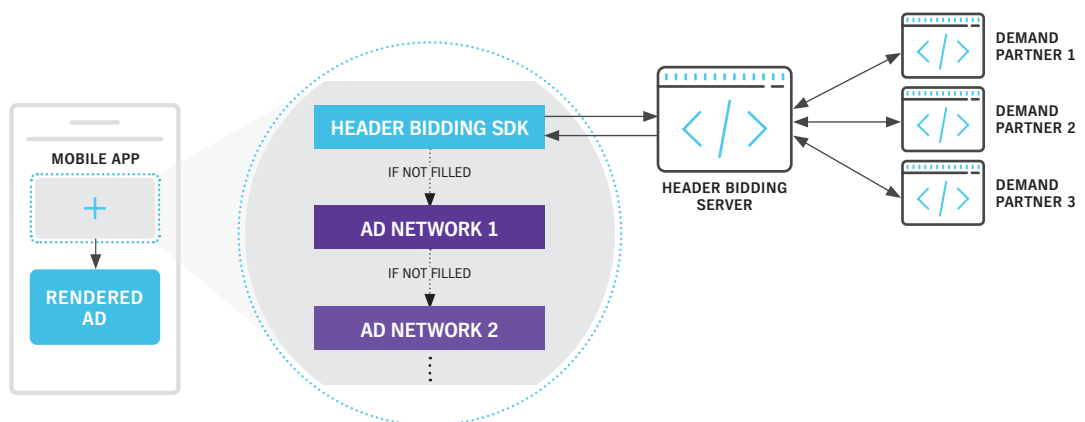 MOBILE APP
RENDERED
AD
HEADER BIDDING SDK
IF NOT FILLED
AD NETWORK 1
IF NOT FILLED
AD NETWORK 2
HEADER BIDDING
SERVER
DEMAND
PARTNER 1
DEMAND
PARTNER 2
DEMAND
PARTNER 3